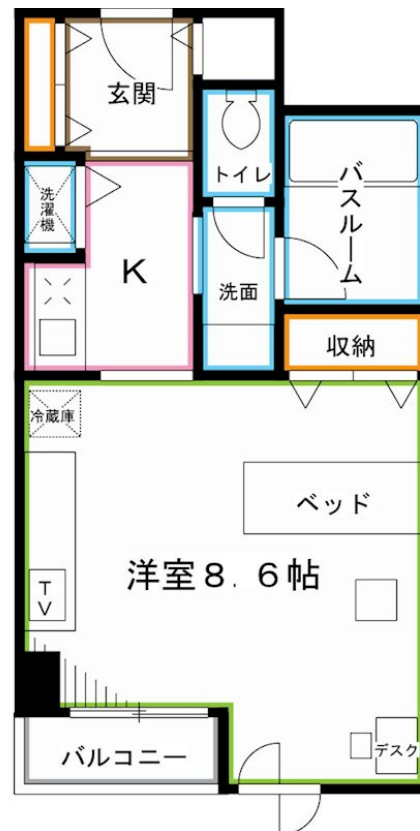 玄関
トイレ
バスルーム
洗濯機
K
洗面
収納
冷蔵庫
ベッド
洋室8.6帖
TV
デスク
バルコニー